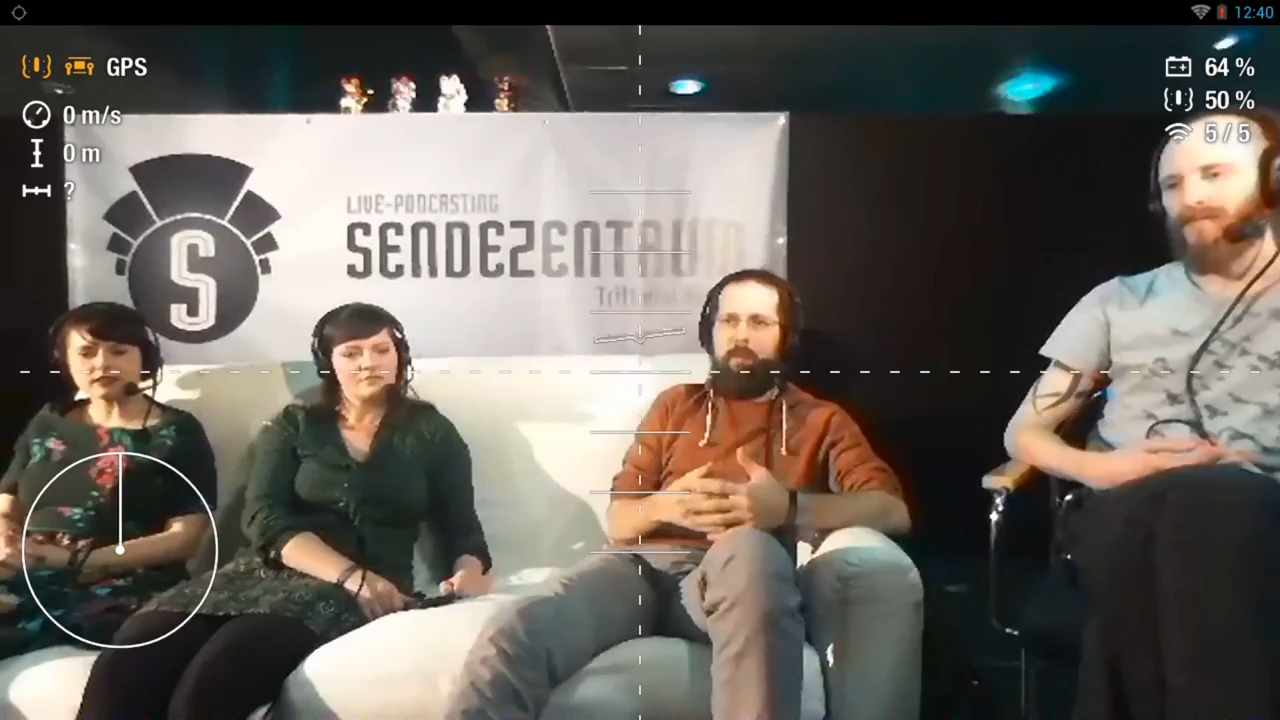 12:40
GPS
64 %
0 m/s
50 %
0 m
5 / 5
?
LIVE-PODCASTING
SENDEZENTRUM
S